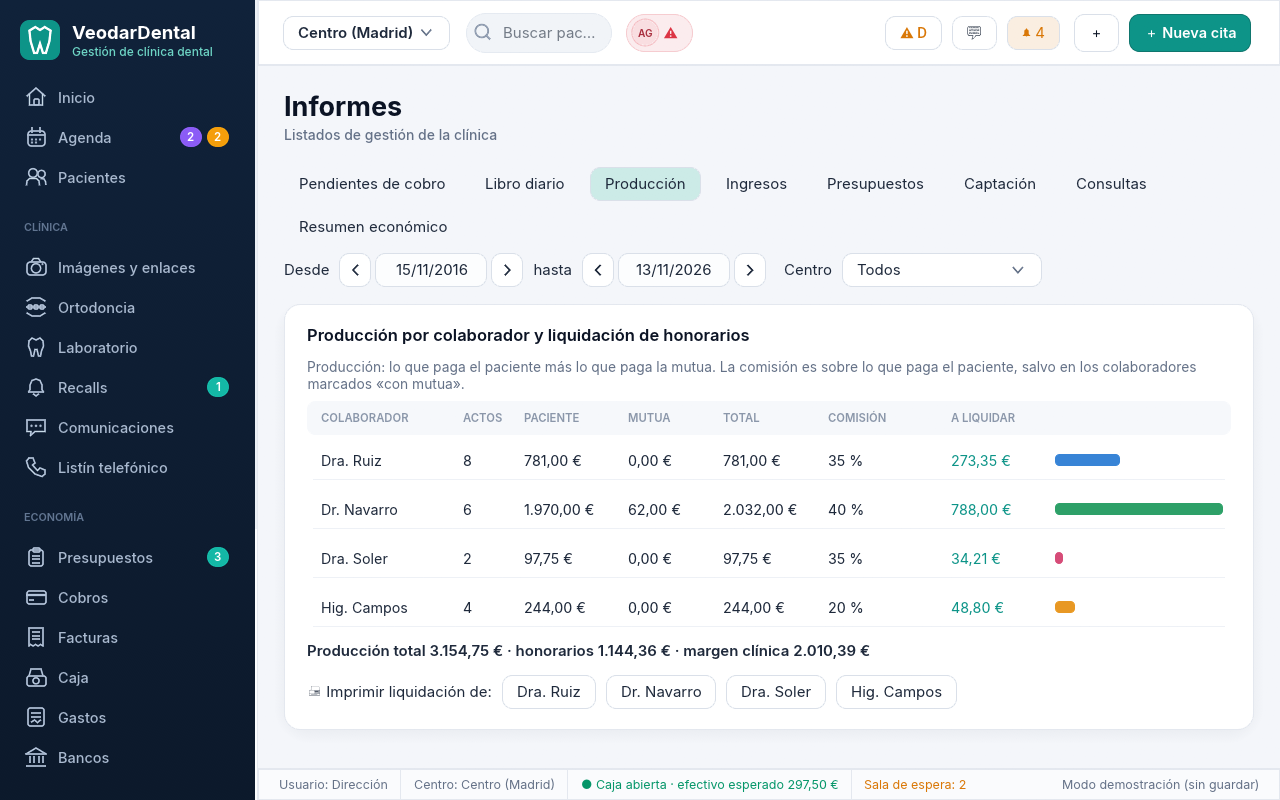 VeodarDental
Gestión de clínica dental
Inicio
Agenda 2 2
Pacientes
CLÍNICA
Imágenes y enlaces
Ortodoncia
Laboratorio
Recalls 1
Comunicaciones
Listín telefónico
ECONOMÍA
Presupuestos 3
Cobros
Facturas
Caja
Gastos
Bancos
Centro (Madrid) Buscar pac... AG D 4 + + Nueva cita
Informes
Listados de gestión de la clínica
Pendientes de cobro Libro diario Producción Ingresos Presupuestos Captación Consultas
Resumen económico
Desde 15/11/2016 hasta 13/11/2026 Centro Todos
Producción por colaborador y liquidación de honorarios
Producción: lo que paga el paciente más lo que paga la mutua. La comisión es sobre lo que paga el paciente, salvo en los colaboradores
marcados «con mutua».
COLABORADOR ACTOS PACIENTE MUTUA TOTAL COMISIÓN A LIQUIDAR
Dra. Ruiz 8 781,00 € 0,00 € 781,00 € 35 % 273,35 €
Dr. Navarro 6 1.970,00 € 62,00 € 2.032,00 € 40 % 788,00 €
Dra. Soler 2 97,75 € 0,00 € 97,75 € 35 % 34,21 €
Hig. Campos 4 244,00 € 0,00 € 244,00 € 20 % 48,80 €
Producción total 3.154,75 € · honorarios 1.144,36 € · margen clínica 2.010,39 €
Imprimir liquidación de: Dra. Ruiz Dr. Navarro Dra. Soler Hig. Campos
Usuario: Dirección Centro: Centro (Madrid) Caja abierta · efectivo esperado 297,50 € Sala de espera: 2 Modo demostración (sin guardar)